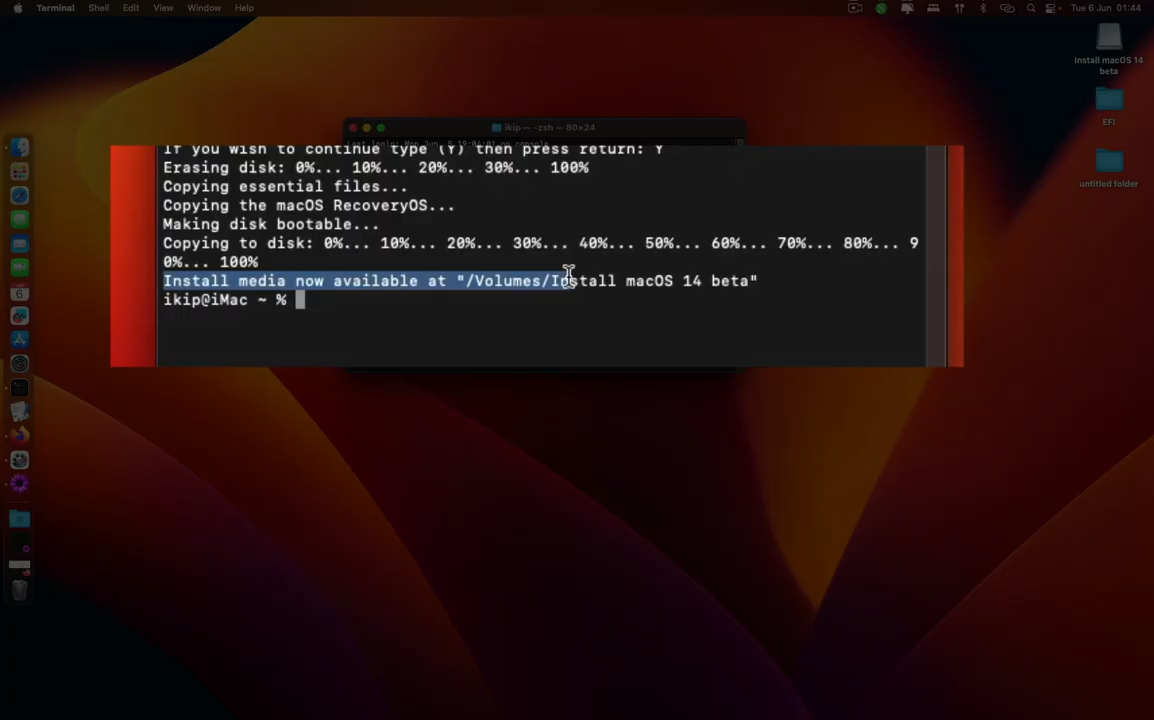 Terminal Shell Edit View Window Help Tue 6 Jun 01:44
Install macOS 14
beta
EFI
untitled folder
ikip — -zsh — 80×24
If you wish to continue type (Y) then press return: Y
Erasing disk: 0%... 10%... 20%... 30%... 100%
Copying essential files...
Copying the macOS RecoveryOS...
Making disk bootable...
Copying to disk: 0%... 10%... 20%... 30%... 40%... 50%... 60%... 70%... 80%... 9
0%... 100%
Install media now available at "/Volumes/Install macOS 14 beta"
ikip@iMac ~ %